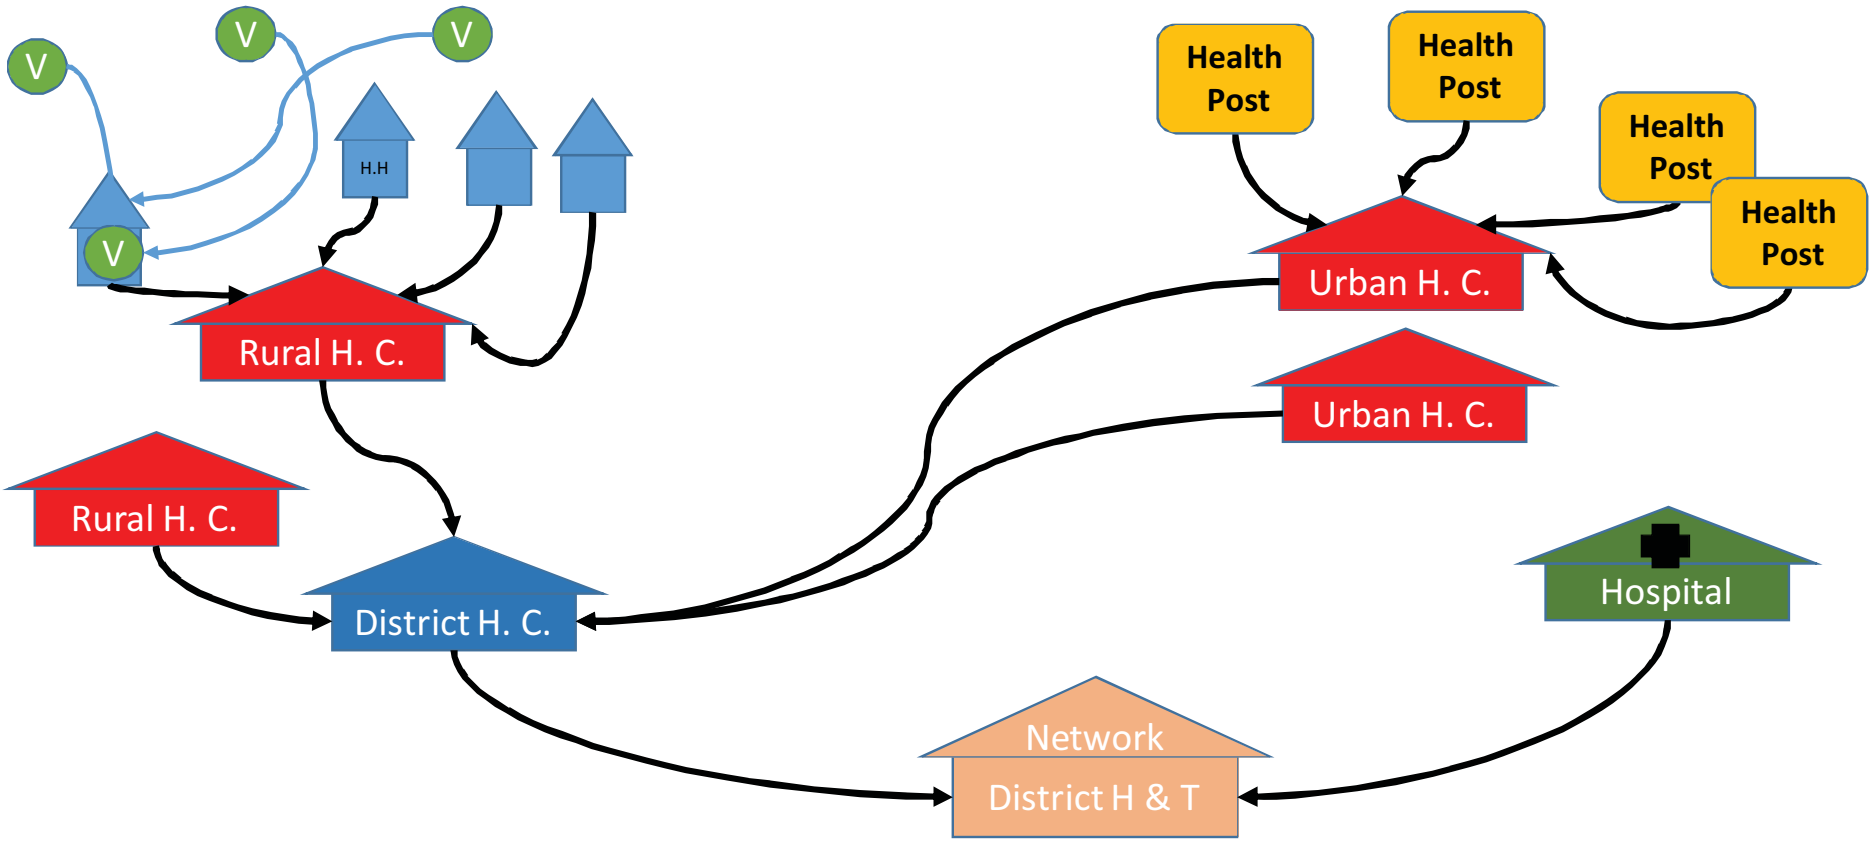 V
V
V
V
H.H
Rural H. C.
Rural H. C.
District H. C.
Health
Post
Health
Post
Health
Post
Health
Post
Urban H. C.
Urban H. C.
Hospital
Network
District H & T